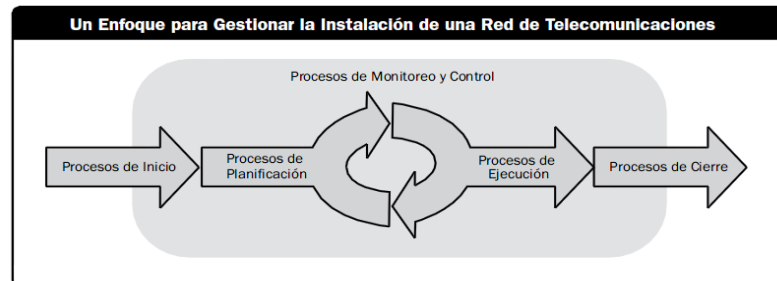 Un Enfoque para Gestionar la Instalación de una Red de Telecomunicaciones
Procesos de Monitoreo y Control
Procesos de Inicio
Procesos de
Planificación
Procesos de
Ejecución
Procesos de Cierre